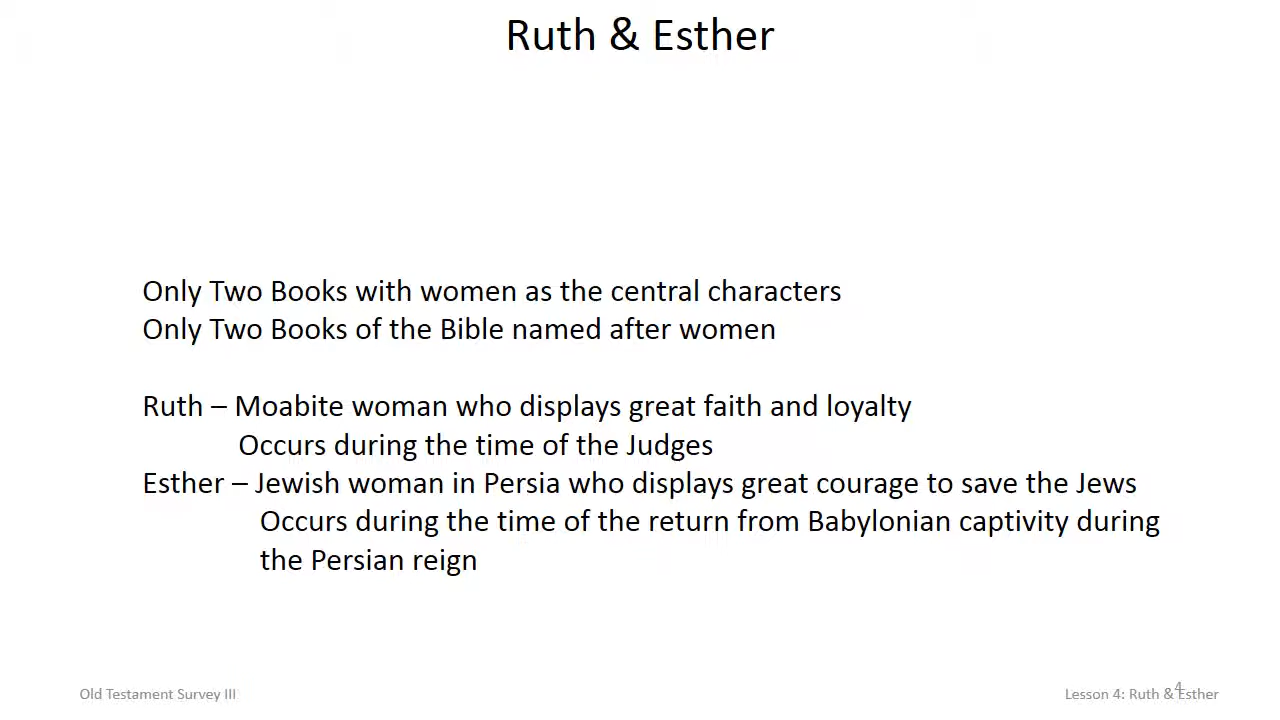 Ruth & Esther
Only Two Books with women as the central characters
Only Two Books of the Bible named after women
Ruth – Moabite woman who displays great faith and loyalty
Occurs during the time of the Judges
Esther – Jewish woman in Persia who displays great courage to save the Jews
Occurs during the time of the return from Babylonian captivity during
the Persian reign
Old Testament Survey III
Lesson 4: Ruth & Esther
4